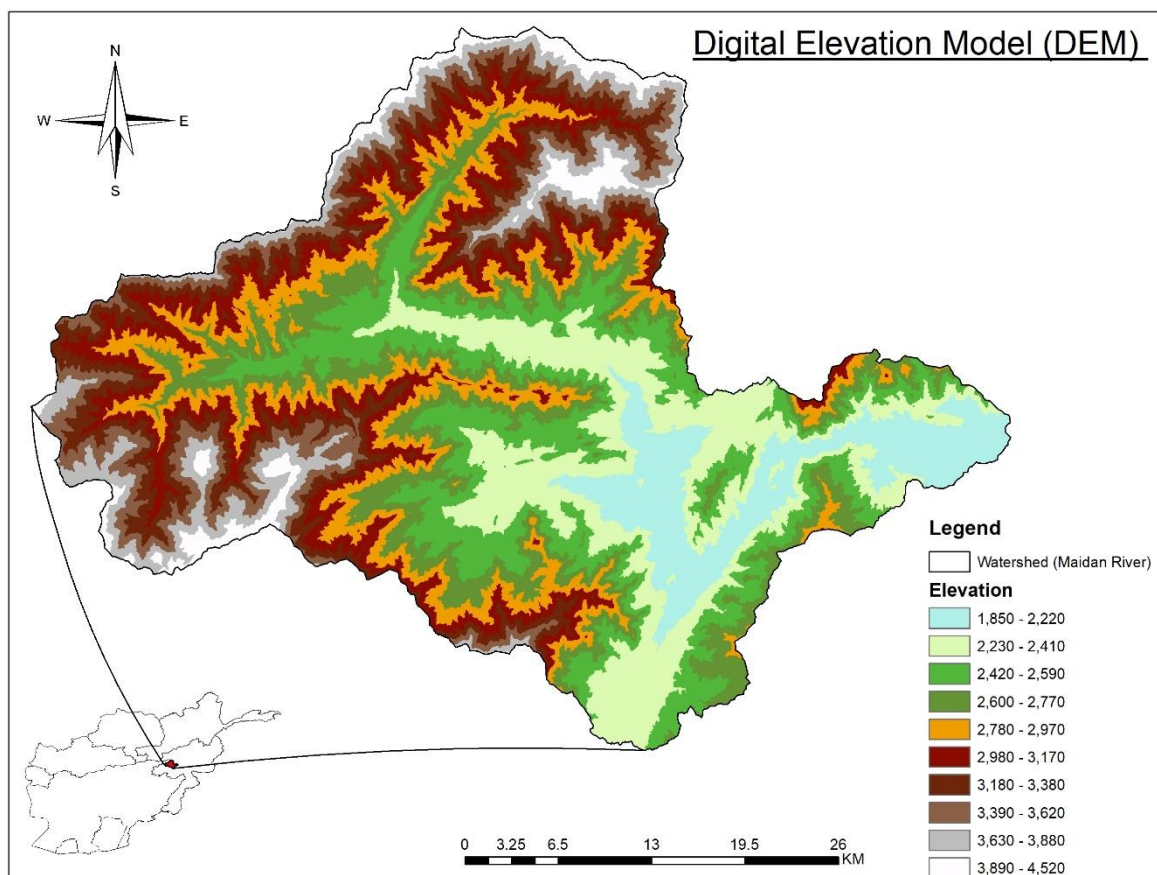 Digital Elevation Model (DEM)
N
W E
S
Legend
Watershed (Maidan River)
Elevation
1,850 - 2,220
2,230 - 2,410
2,420 - 2,590
2,600 - 2,770
2,780 - 2,970
2,980 - 3,170
3,180 - 3,380
3,390 - 3,620
3,630 - 3,880
3,890 - 4,520
0 3.25 6.5 13 19.5 26
KM